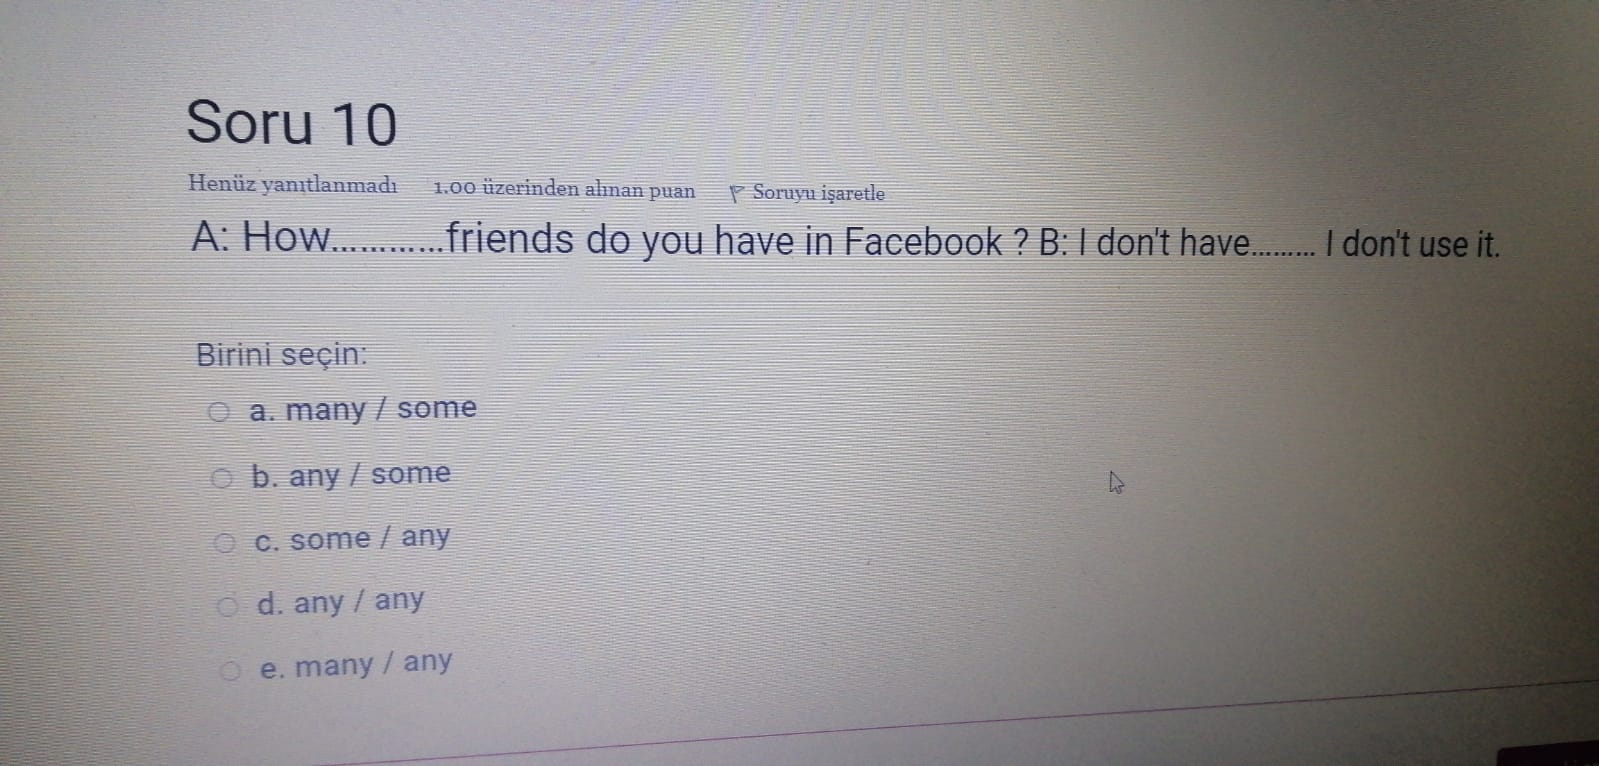 Soru 10
Henüz yanıtlanmadı 1.00 üzerinden alınan puan Soruyu işaretle
A: How............friends do you have in Facebook ? B: I don't have......... I don't use it.
Birini seçin:
a. many / some
b. any / some
c. some / any
d. any / any
e. many / any